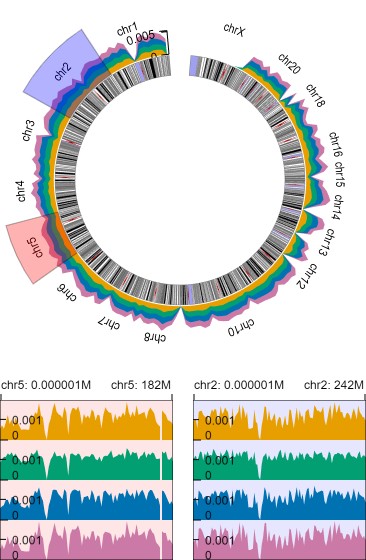 chr1
0.005
0
chrX
chr2
chr20
chr18
chr3
chr16
chr4
chr15
chr14
chr5
chr13
chr6
chr12
chr7
chr8
chr10
chr5: 0.000001M chr5: 182M
chr2: 0.000001M chr2: 242M
0.001
0
0.001
0
0.001
0
0.001
0
0.001
0
0.001
0
0.001
0
0.001
0